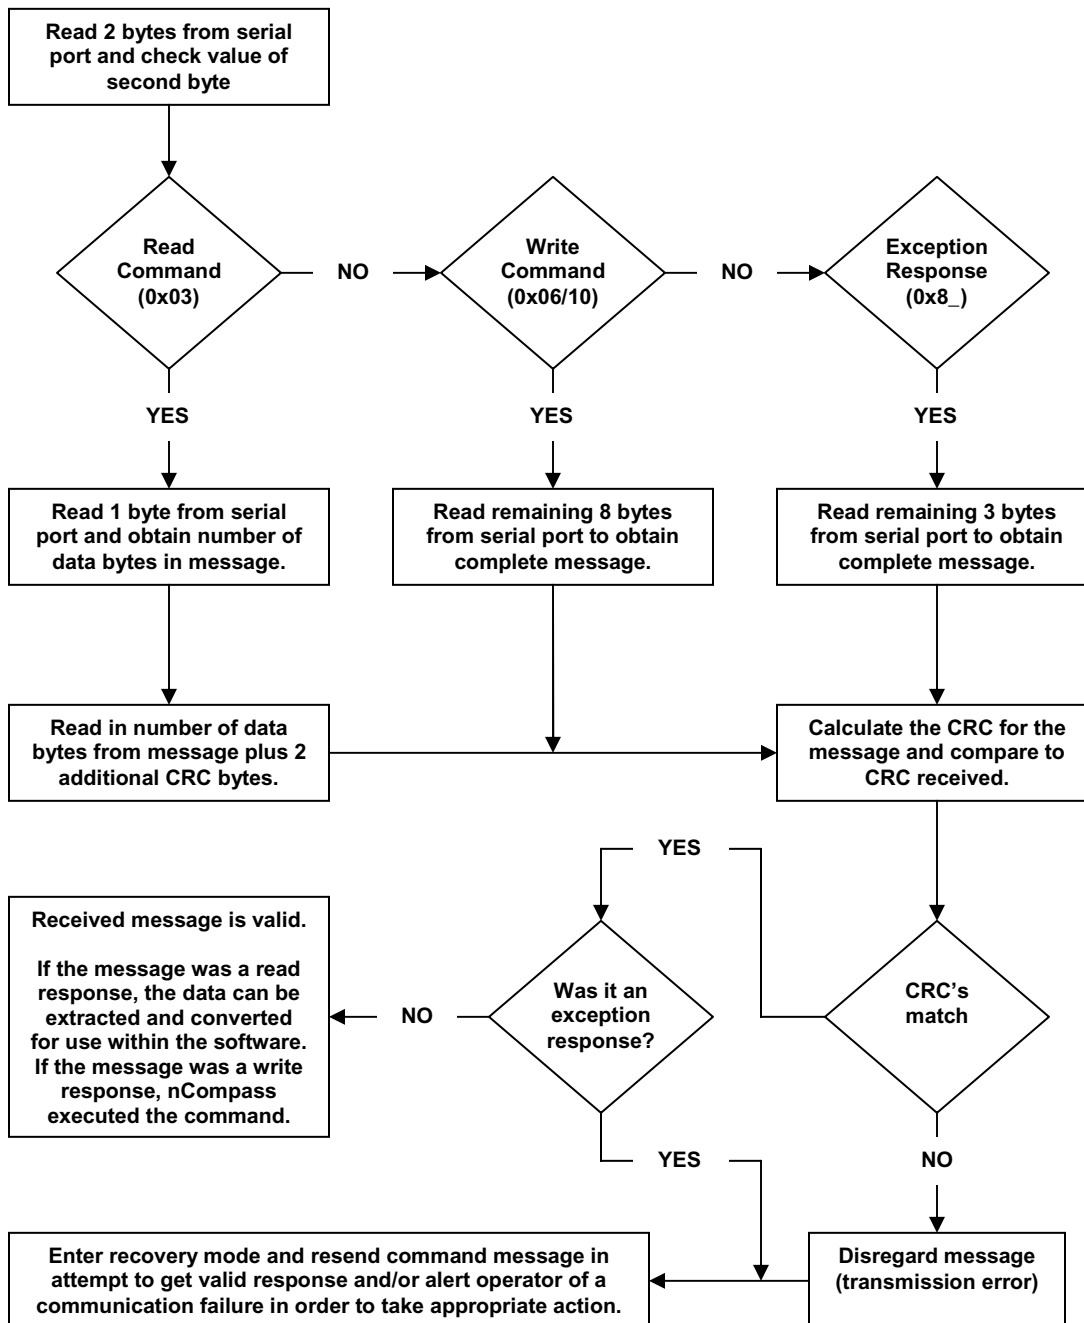 Read 2 bytes from serial
port and check value of
second byte
Read
Command
(0x03)
NO
Write
Command
(0x06/10)
NO
Exception
Response
(0x8_)
YES
YES
YES
Read 1 byte from serial
port and obtain number of
data bytes in message.
Read remaining 8 bytes
from serial port to obtain
complete message.
Read remaining 3 bytes
from serial port to obtain
complete message.
Read in number of data
bytes from message plus 2
additional CRC bytes.
Calculate the CRC for the
message and compare to
CRC received.
YES
Received message is valid.
If the message was a read
response, the data can be
extracted and converted
for use within the software.
If the message was a write
response, nCompass
executed the command.
NO
Was it an
exception
response?
CRC's
match
YES
NO
Enter recovery mode and resend command message in
attempt to get valid response and/or alert operator of a
communication failure in order to take appropriate action.
Disregard message
(transmission error)